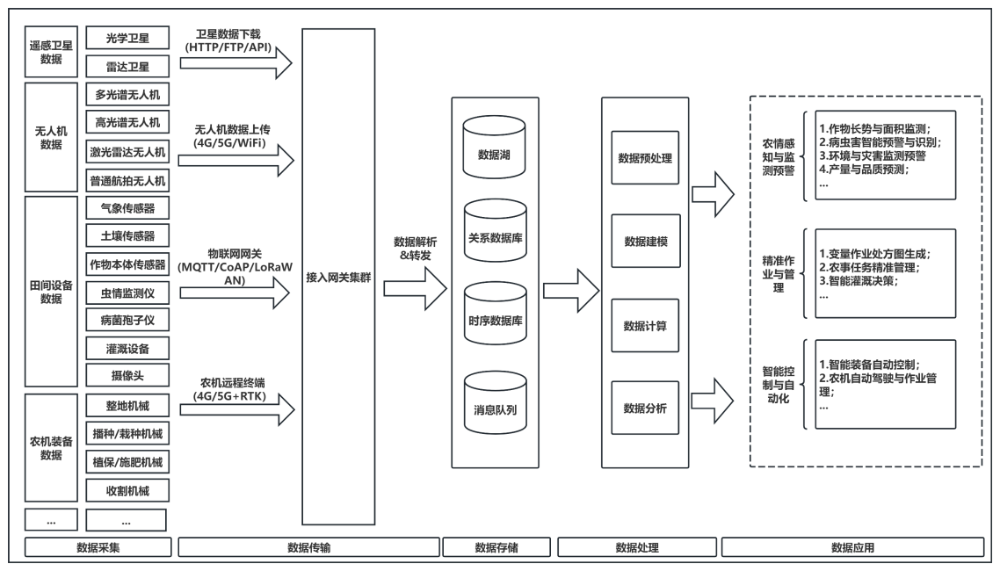 遥感卫星
数据
光学卫星
雷达卫星
无人机
数据
多光谱无人机
高光谱无人机
激光雷达无人机
普通航拍无人机
田间设备
数据
气象传感器
土壤传感器
作物本体传感器
虫情监测仪
病菌孢子仪
灌溉设备
摄像头
农机装备
数据
整地机械
播种/栽种机械
植保/施肥机械
收割机械
...
...
卫星数据下载
(HTTP/FTP/API)
无人机数据上传
(4G/5G/WiFi)
物联网网关
(MQTT/CoAP/LoRaW
AN)
农机远程终端
(4G/5G+RTK)
接入网关集群
数据解析
&转发
数据湖
关系数据库
时序数据库
消息队列
数据预处理
数据建模
数据计算
数据分析
农情感
知与监
测预警
1.作物长势与面积监测；
2.病虫害智能预警与识别；
3.环境与灾害监测预警
4.产量与品质预测；
...
精准作
业与管
理
1.变量作业处方图生成；
2.农事任务精准管理；
3.智能灌溉决策；
...
智能控
制与自
动化
1.智能装备自动控制；
2.农机自动驾驶与作业管
理；
...
数据采集
数据传输
数据存储
数据处理
数据应用